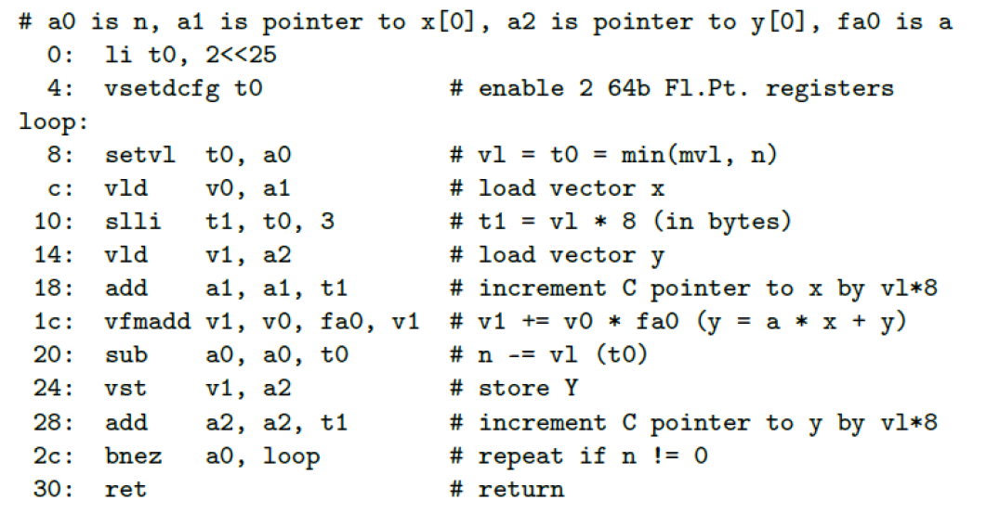 # a0 is n, a1 is pointer to x[0], a2 is pointer to y[0], fa0 is a
0: li t0, 2<<25
4: vsetdcfg t0 # enable 2 64b Fl.Pt. registers
loop:
8: setvl t0, a0 # vl = t0 = min(mvl, n)
c: vld v0, a1 # load vector x
10: slli t1, t0, 3 # t1 = vl * 8 (in bytes)
14: vld v1, a2 # load vector y
18: add a1, a1, t1 # increment C pointer to x by vl*8
1c: vfmadd v1, v0, fa0, v1 # v1 += v0 * fa0 (y = a * x + y)
20: sub a0, a0, t0 # n -= vl (t0)
24: vst v1, a2 # store Y
28: add a2, a2, t1 # increment C pointer to y by vl*8
2c: bnez a0, loop # repeat if n != 0
30: ret # return